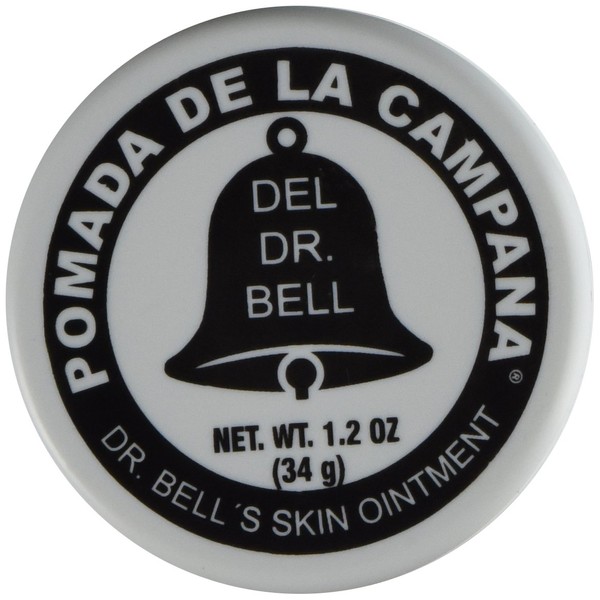 POMADA DE LA CAMPANA®
DEL
DR.
BELL
NET. WT. 1.2 OZ
(34 g)
DR. BELL´S SKIN OINTMENT